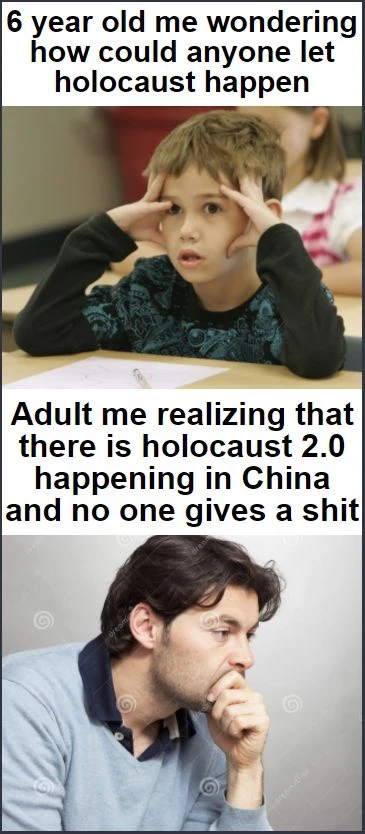 6 year old me wondering
how could anyone let
holocaust happen
Adult me realizing that
there is holocaust 2.0
happening in China
and no one gives a shit